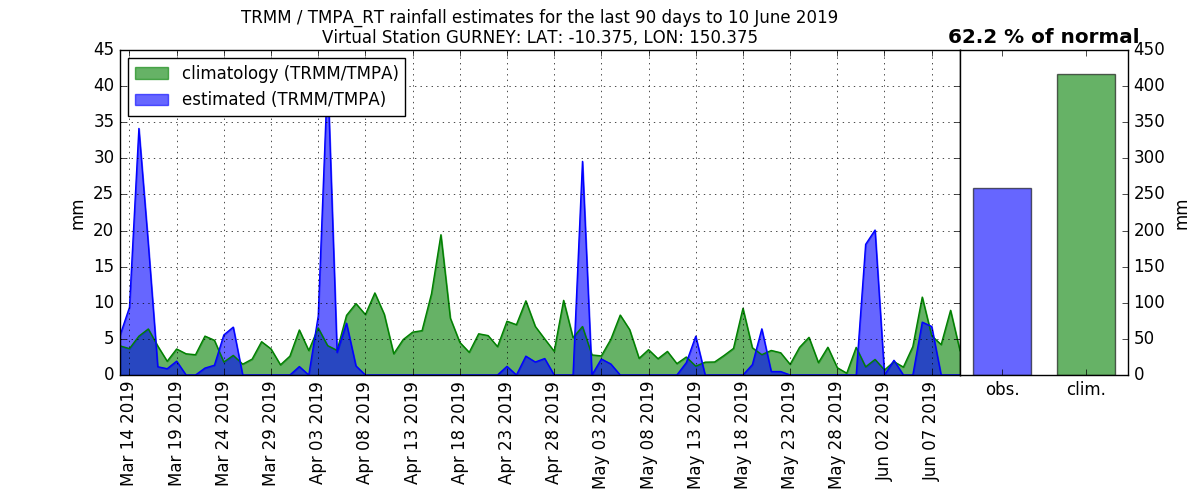 TRMM / TMPA_RT rainfall estimates for the last 90 days to 10 June 2019
Virtual Station GURNEY: LAT: -10.375, LON: 150.375
62.2 % of normal
climatology (TRMM/TMPA)
estimated (TRMM/TMPA)
mm
45
40
35
30
25
20
15
10
5
0
Mar 14 2019
Mar 19 2019
Mar 24 2019
Mar 29 2019
Apr 03 2019
Apr 08 2019
Apr 13 2019
Apr 18 2019
Apr 23 2019
Apr 28 2019
May 03 2019
May 08 2019
May 13 2019
May 18 2019
May 23 2019
May 28 2019
Jun 02 2019
Jun 07 2019
450
400
350
300
250
200
150
100
50
0
mm
obs.
clim.